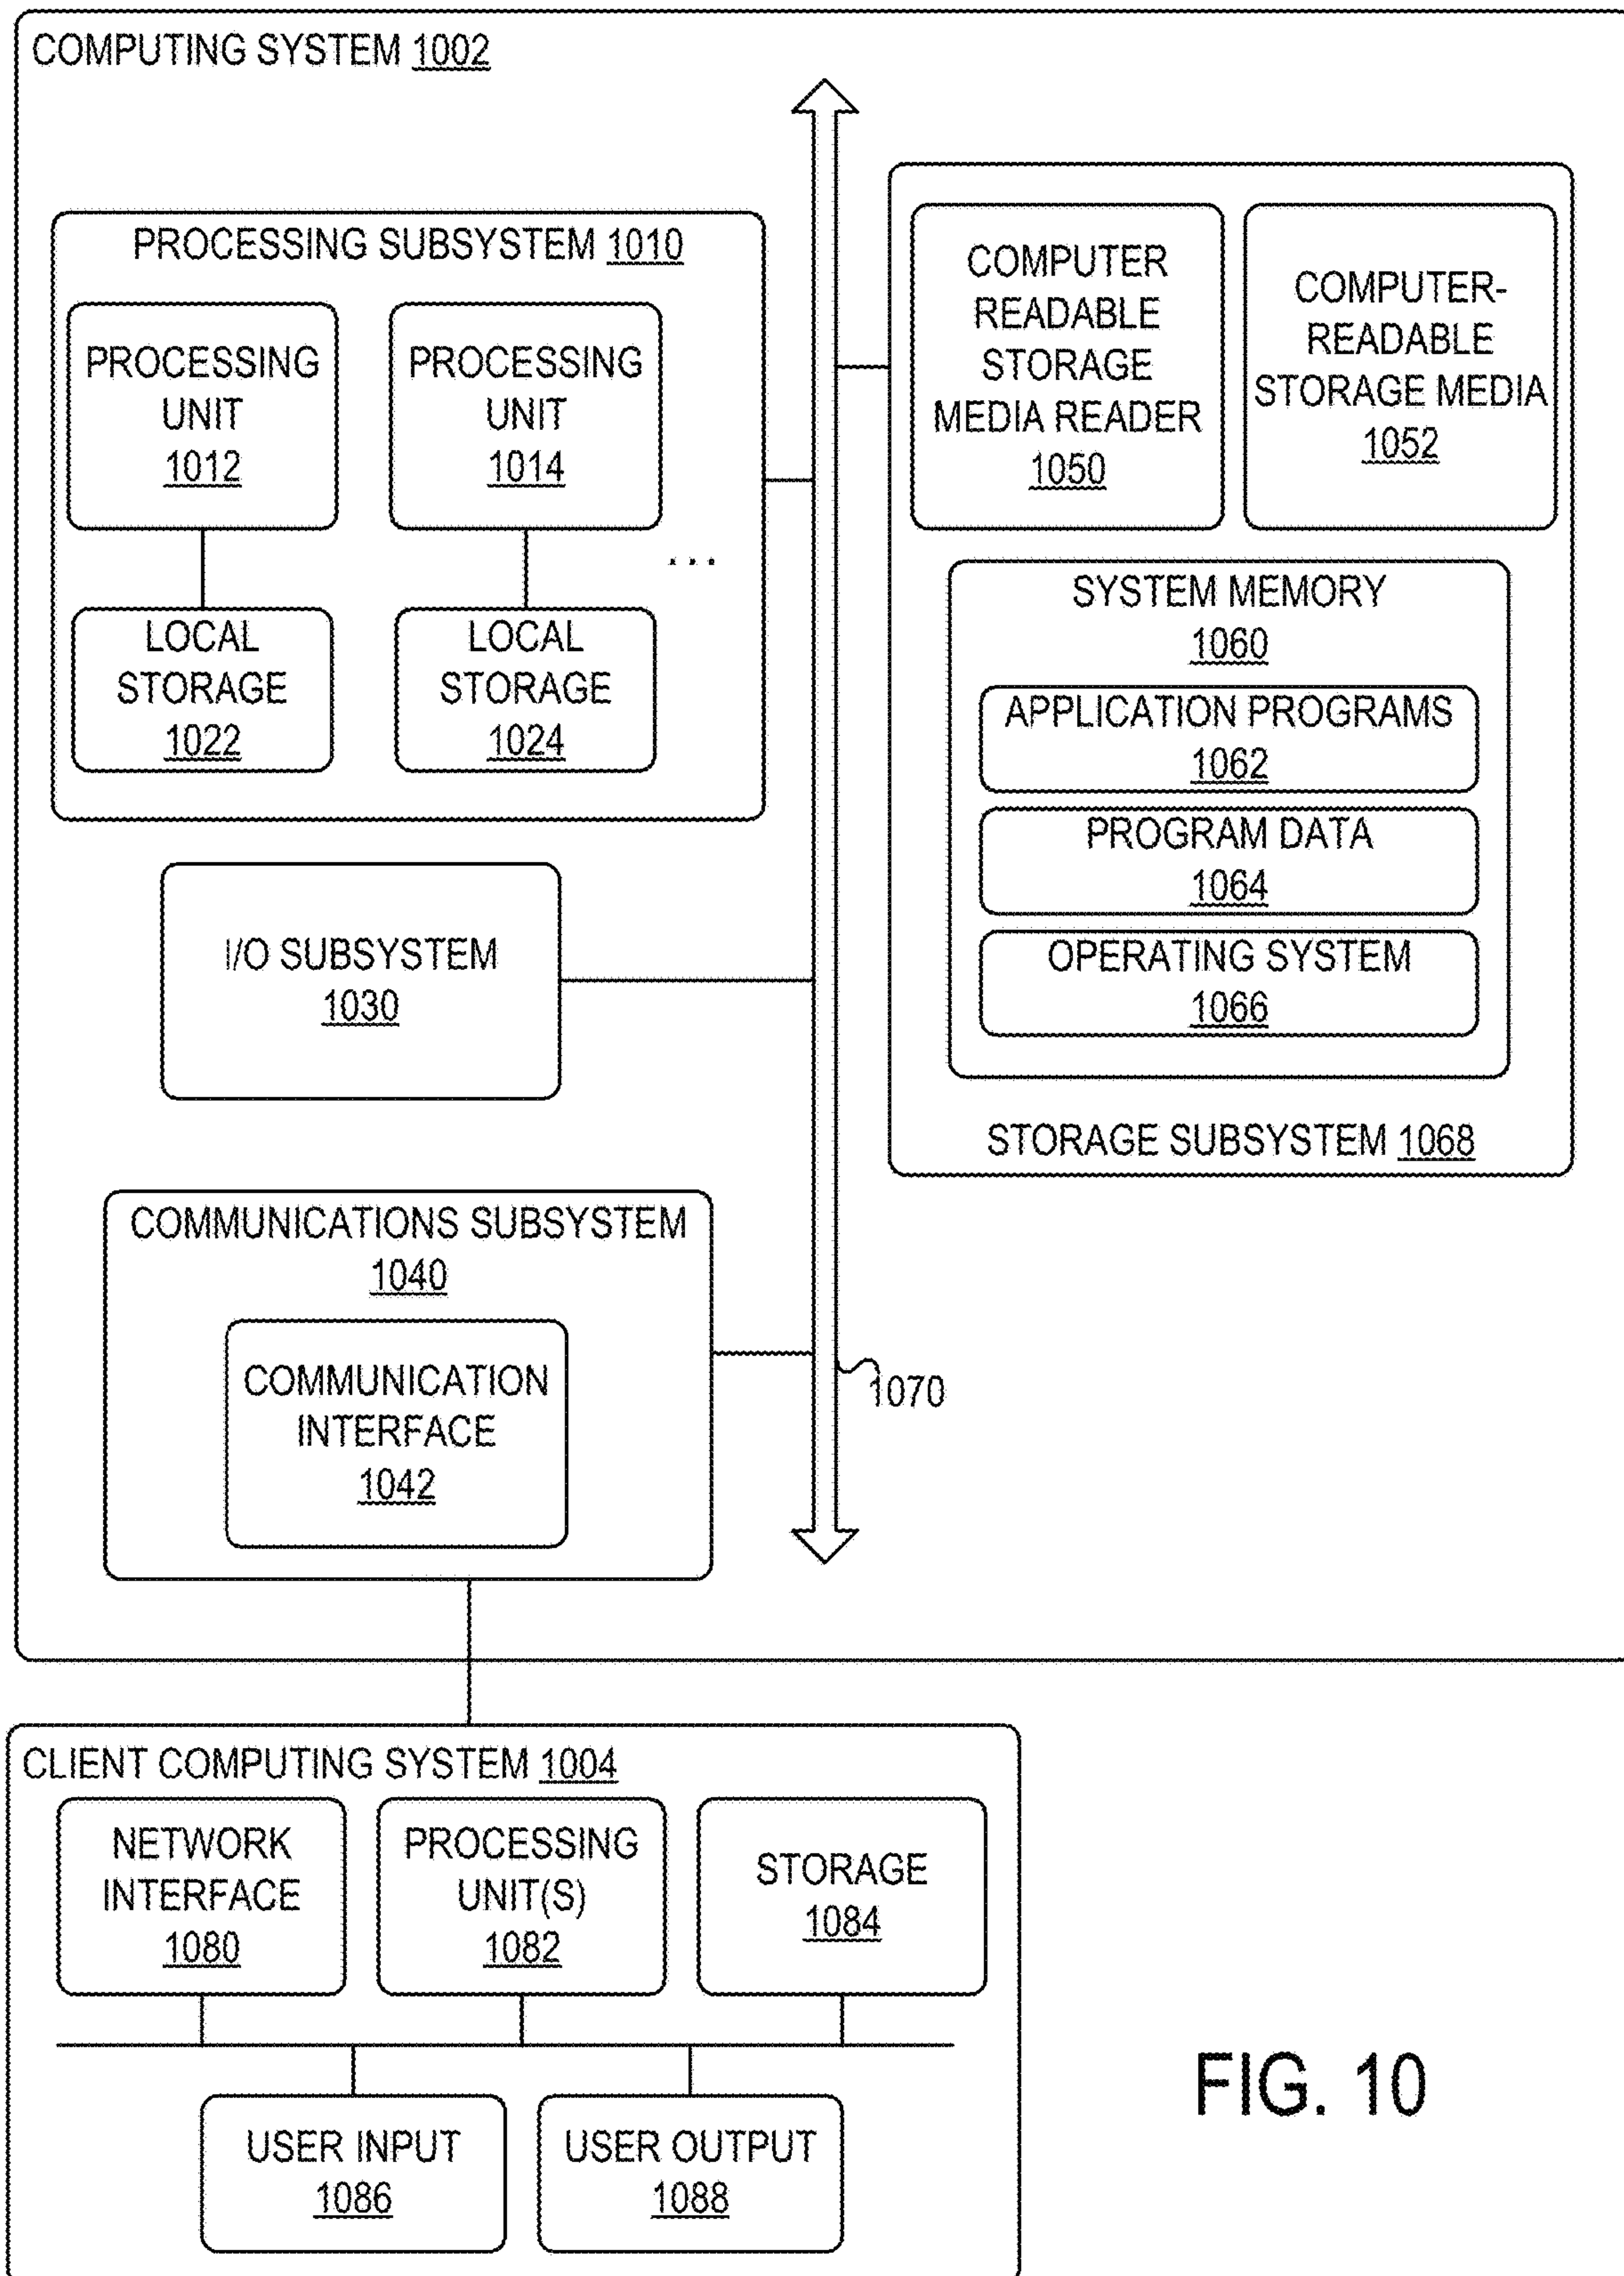 COMPUTING SYSTEM 1002
PROCESSING SUBSYSTEM 1010
PROCESSING
UNIT
1012
PROCESSING
UNIT
1014
...
LOCAL
STORAGE
1022
LOCAL
STORAGE
1024
I/O SUBSYSTEM
1030
COMMUNICATIONS SUBSYSTEM
1040
COMMUNICATION
INTERFACE
1042
1070
COMPUTER
READABLE
STORAGE
MEDIA READER
1050
COMPUTER-
READABLE
STORAGE MEDIA
1052
SYSTEM MEMORY
1060
APPLICATION PROGRAMS
1062
PROGRAM DATA
1064
OPERATING SYSTEM
1066
STORAGE SUBSYSTEM 1068
CLIENT COMPUTING SYSTEM 1004
NETWORK
INTERFACE
1080
PROCESSING
UNIT(S)
1082
STORAGE
1084
USER INPUT
1086
USER OUTPUT
1088
FIG. 10